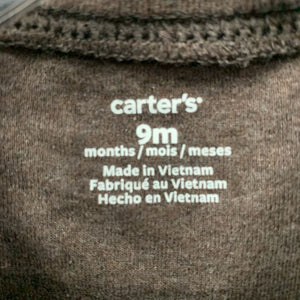 carter's
9m
months / mois / meses
Made in Vietnam
Fabriqué au Vietnam
Hecho en Vietnam